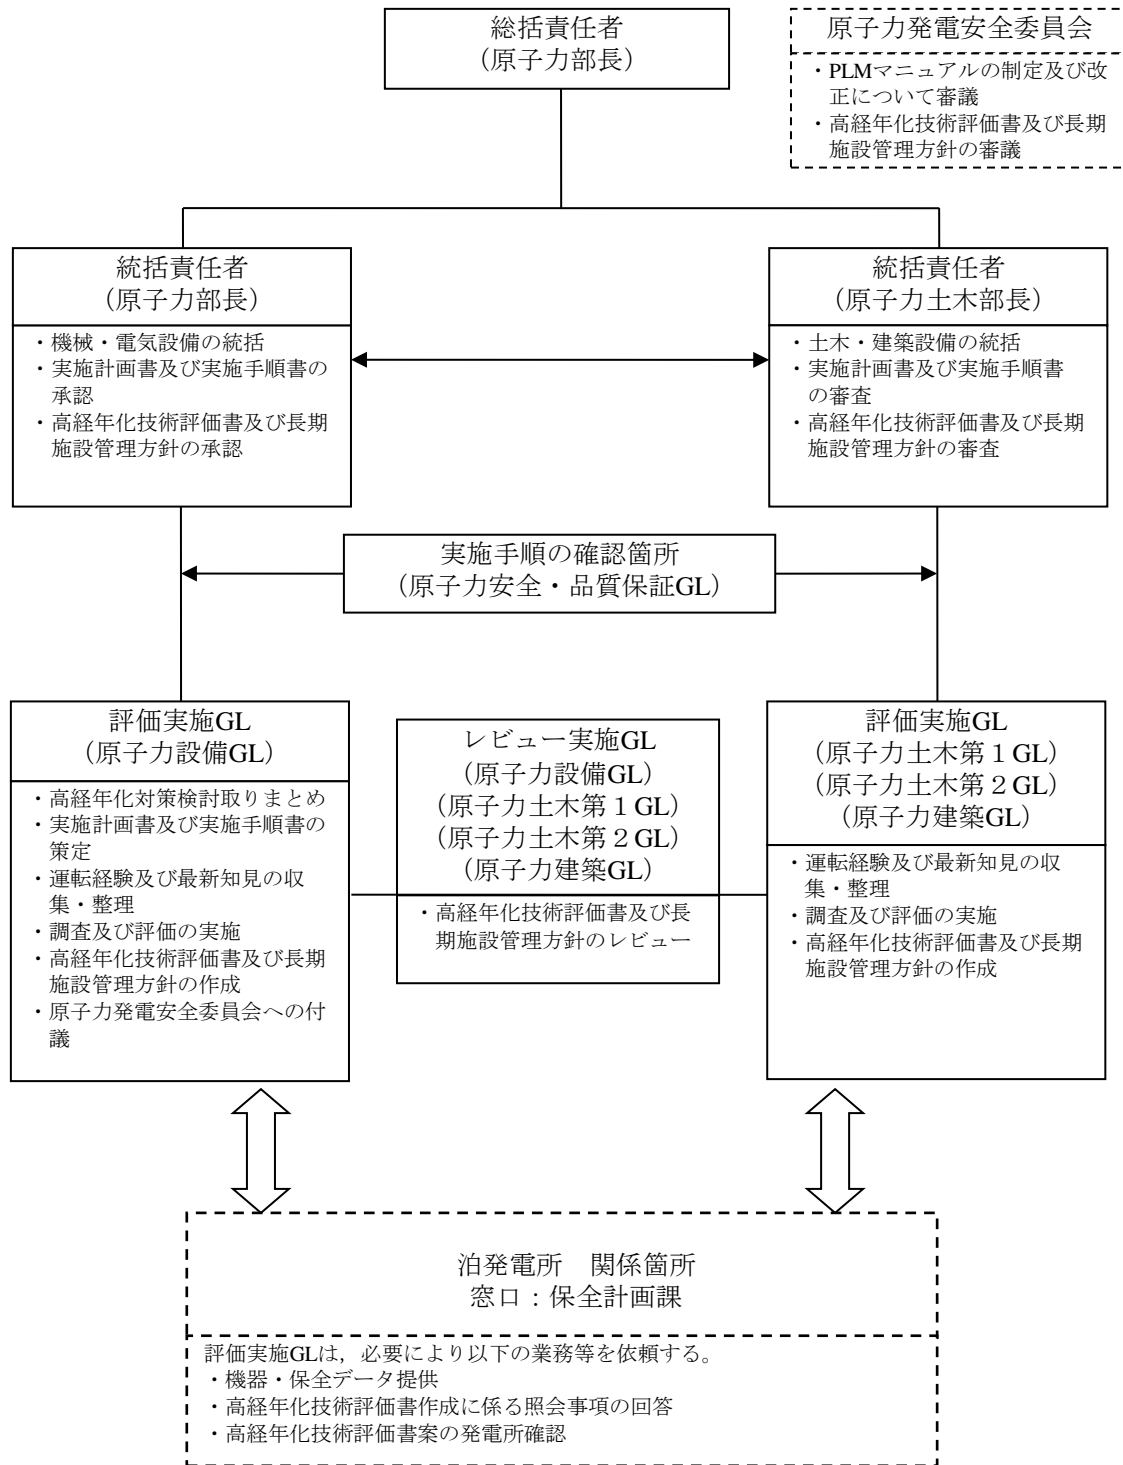 総括責任者
（原子力部長）
原子力発電安全委員会
・PLMマニュアルの制定及び改
正について審議
・高経年化技術評価書及び長期
施設管理方針の審議
統括責任者
（原子力部長）
・機械・電気設備の統括
・実施計画書及び実施手順書の
承認
・高経年化技術評価書及び長期
施設管理方針の承認
統括責任者
（原子力土木部長）
・土木・建築設備の統括
・実施計画書及び実施手順書
の審査
・高経年化技術評価書及び長期
施設管理方針の審査
実施手順の確認箇所
（原子力安全・品質保証GL）
評価実施GL
（原子力設備GL）
・高経年化対策検討取りまとめ
・実施計画書及び実施手順書の
策定
・運転経験及び最新知見の収
集・整理
・調査及び評価の実施
・高経年化技術評価書及び長期
施設管理方針の作成
・原子力発電安全委員会への付
議
レビュー実施GL
（原子力設備GL）
（原子力土木第１GL）
（原子力土木第２GL）
（原子力建築GL）
・高経年化技術評価書及び長
期施設管理方針のレビュー
評価実施GL
（原子力土木第１GL）
（原子力土木第２GL）
（原子力建築GL）
・運転経験及び最新知見の収
集・整理
・調査及び評価の実施
・高経年化技術評価書及び長期
施設管理方針の作成
泊発電所　関係箇所
窓口：保全計画課
評価実施GLは，必要により以下の業務等を依頼する。
・機器・保全データ提供
・高経年化技術評価書作成に係る照会事項の回答
・高経年化技術評価書案の発電所確認